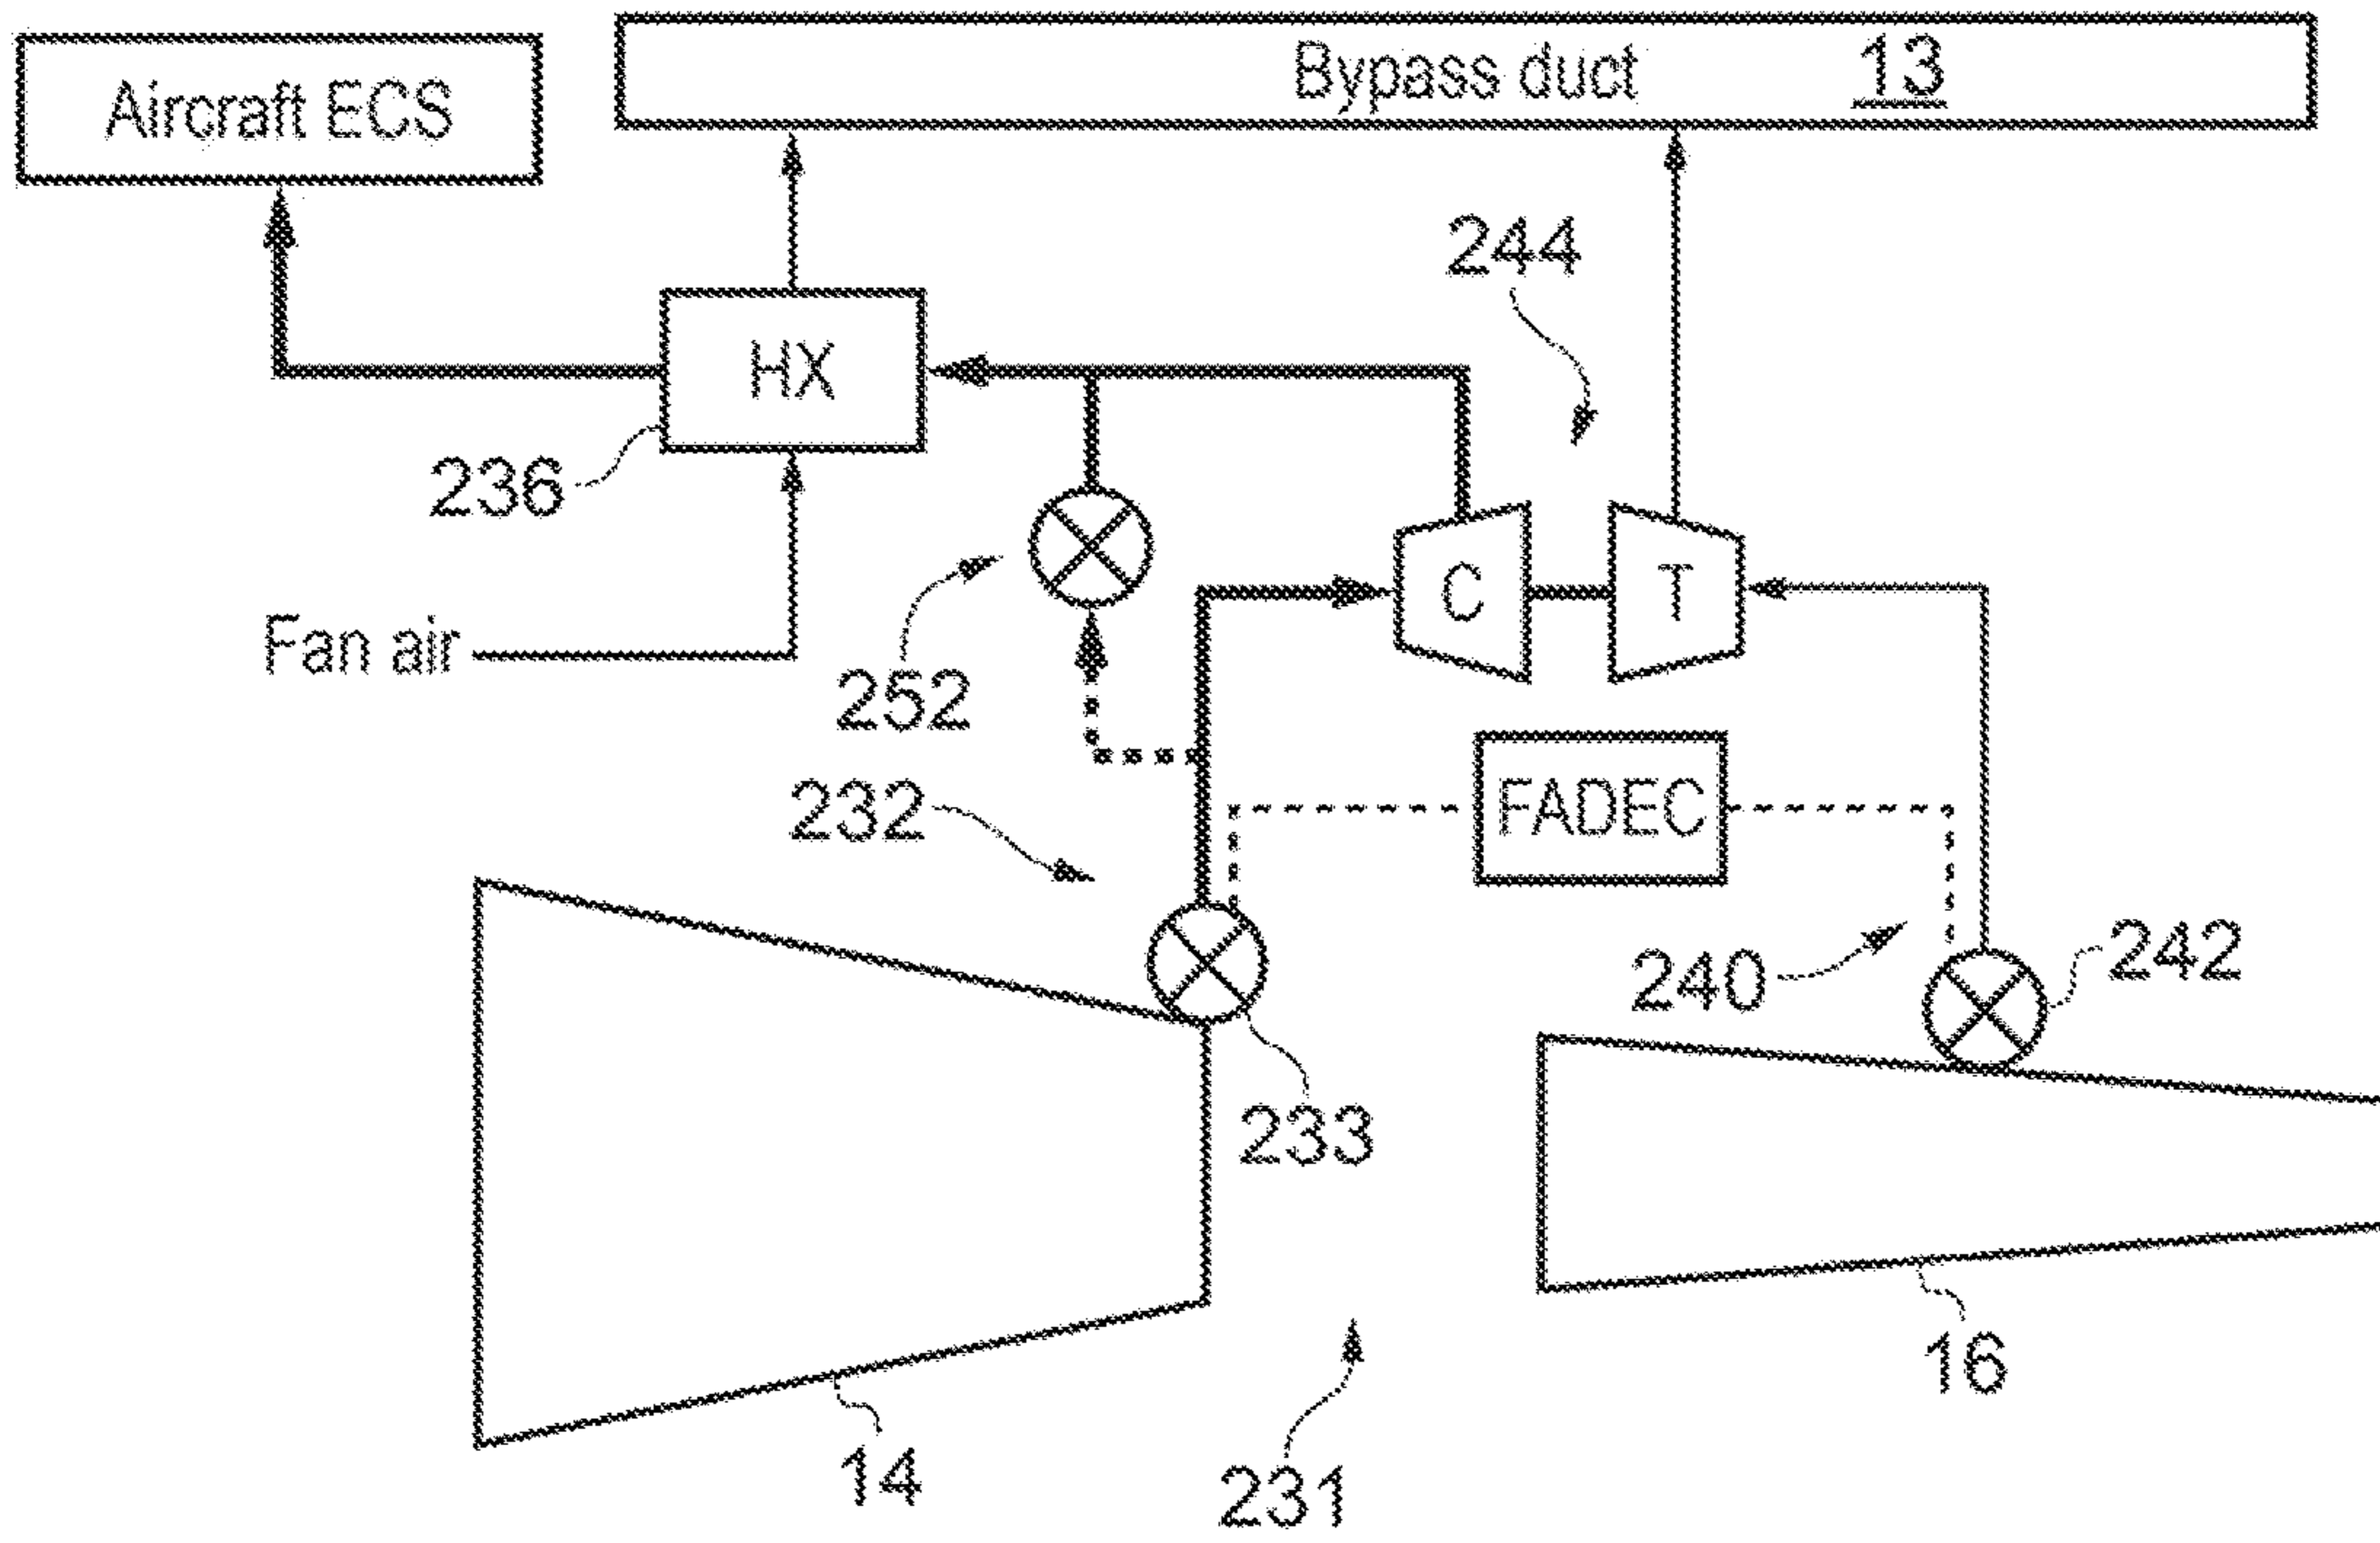 Aircraft ECS
Bypass duct 13
244
HX
236
C
T
Fan air
252
232
FADEC
240
242
233
16
14
231